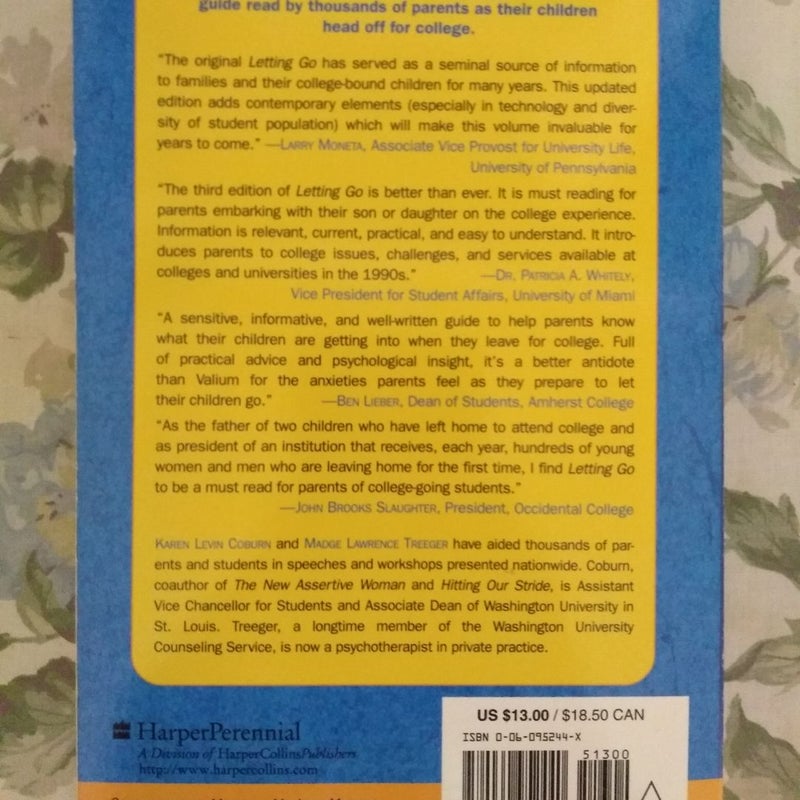 guide read by thousands of parents as their children
head off for college.
"The original Letting Go has served as a seminal source of information
to families and their college-bound children for many years. This updated
edition adds contemporary elements (especially in technology and diver-
sity of student population) which will make this volume invaluable for
years to come." —LARRY MONETA, Associate Vice Provost for University Life,
University of Pennsylvania
"The third edition of Letting Go is better than ever. It is must reading for
parents embarking with their son or daughter on the college experience.
Information is relevant, current, practical, and easy to understand. It intro-
duces parents to college issues, challenges, and services available at
colleges and universities in the 1990s." —DR. PATRICIA A. WHITELY,
Vice President for Student Affairs, University of Miami
"A sensitive, informative, and well-written guide to help parents know
what their children are getting into when they leave for college. Full
of practical advice and psychological insight, it's a better antidote
than Valium for the anxieties parents feel as they prepare to let
their children go." —BEN LIEBER, Dean of Students, Amherst College
"As the father of two children who have left home to attend college and
as president of an institution that receives, each year, hundreds of young
women and men who are leaving home for the first time, I find Letting Go
to be a must read for parents of college-going students."
—JOHN BROOKS SLAUGHTER, President, Occidental College
KAREN LEVIN COBURN and MADGE LAWRENCE TREEGER have aided thousands of par-
ents and students in speeches and workshops presented nationwide. Coburn,
coauthor of The New Assertive Woman and Hitting Our Stride, is Assistant
Vice Chancellor for Students and Associate Dean of Washington University in
St. Louis. Treeger, a longtime member of the Washington University
Counseling Service, is now a psychotherapist in private practice.
HarperPerennial
A Division of HarperCollinsPublishers
http://www.harpercollins.com
US $13.00 / $18.50 CAN
ISBN 0-06-095244-X
51300